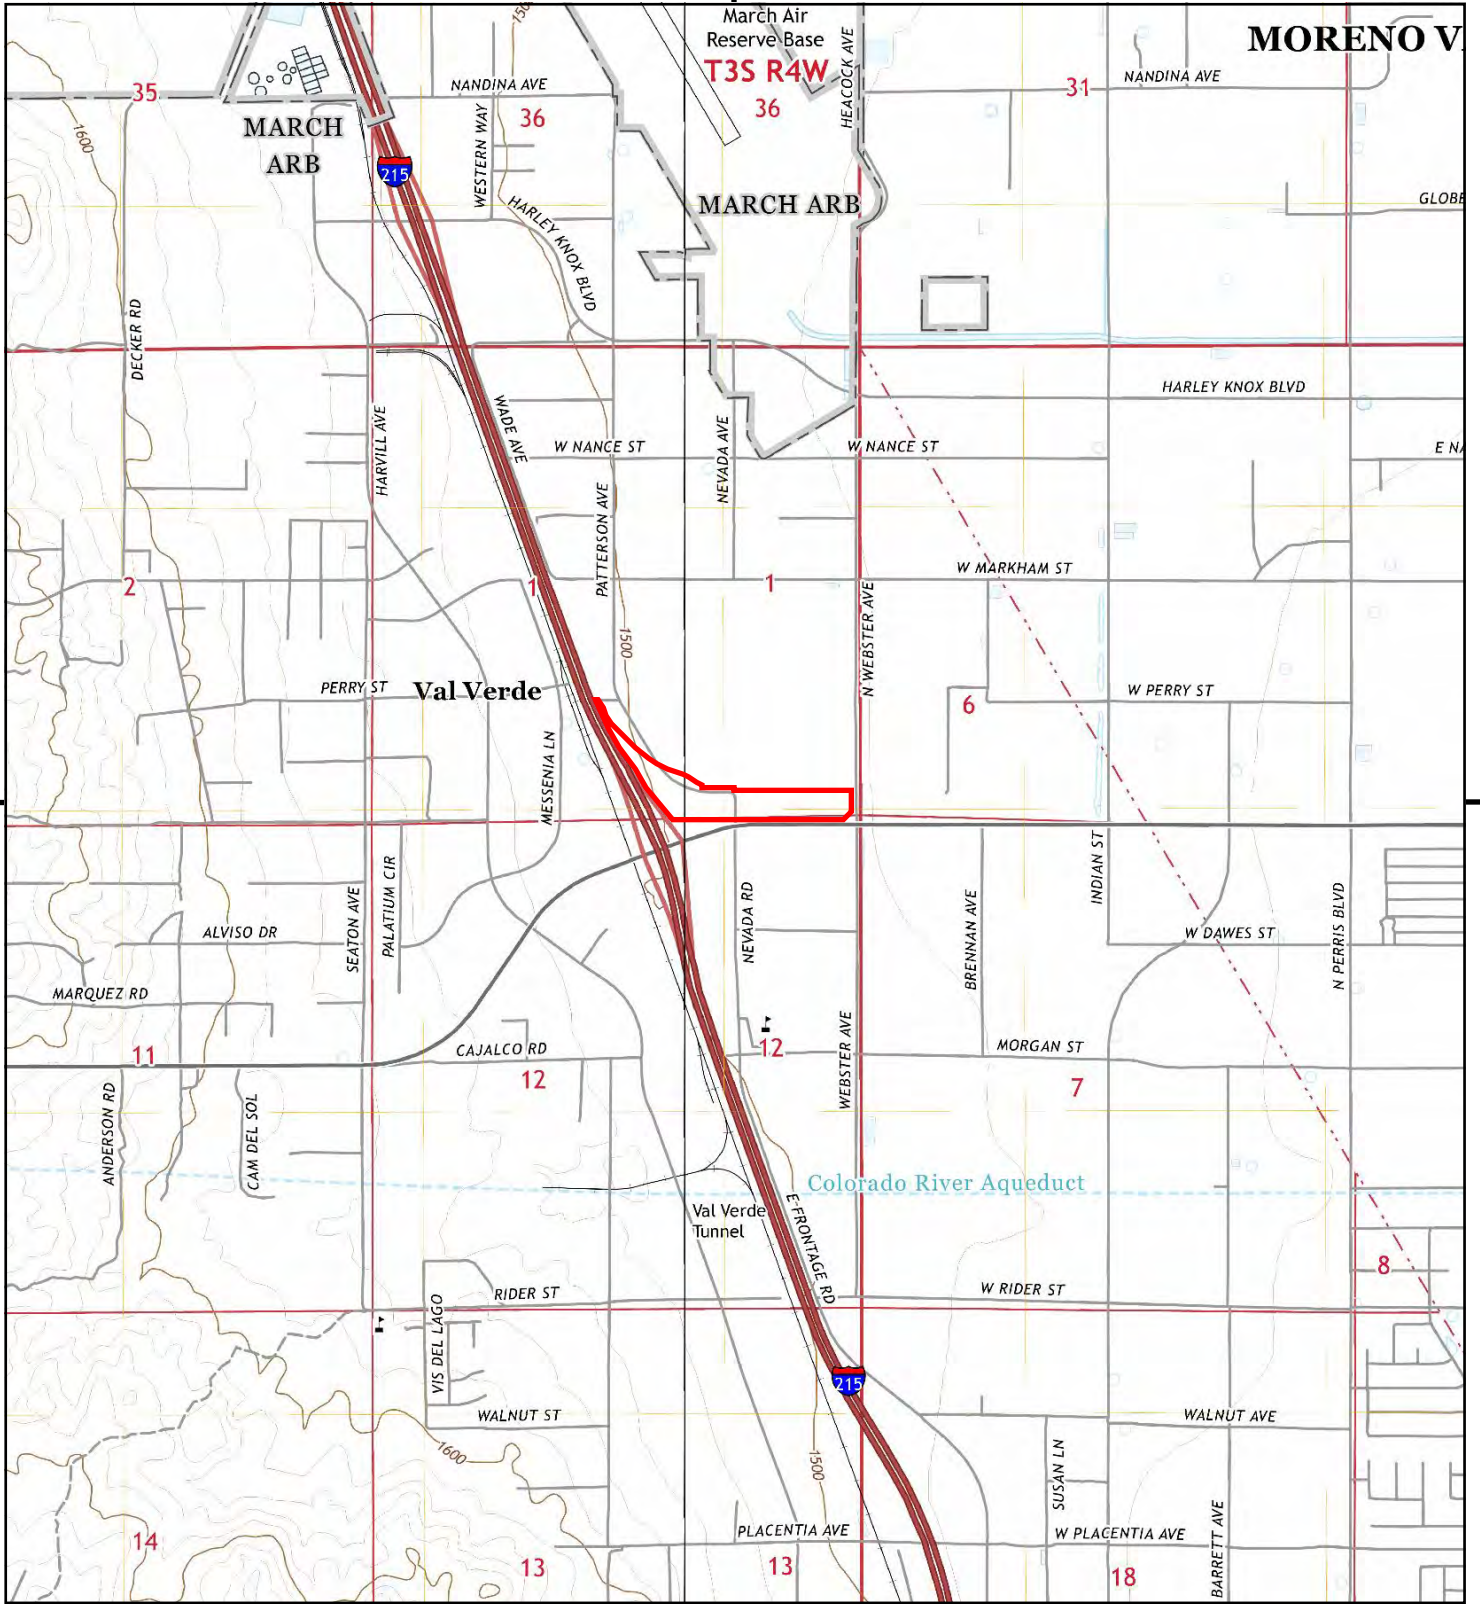 1500
March Air
Reserve Base
T3S R4W
HEACOCK AVE
MORENO V
35
NANDINA AVE
36
36
31
NANDINA AVE
MARCH
ARB
1600
215
WESTERN WAY
HARLEY KNOX BLVD
MARCH ARB
GLOBE
DECKER RD
HARLEY KNOX BLVD
HARVILL AVE
WADE AVE
W NANCE ST
NEVADA AVE
W NANCE ST
E NA
PATTERSON AVE
W MARKHAM ST
2
1
1
N WEBSTER AVE
1500
PERRY ST
Val Verde
6
W PERRY ST
MESSENIA LN
SEATON AVE
PALATIUM CIR
NEVADA RD
BRENNAN AVE
INDIAN ST
N PERRIS BLVD
ALVISO DR
W DAWES ST
MARQUEZ RD
11
CAJALCO RD
12
12
WEBSTER AVE
MORGAN ST
7
ANDERSON RD
CAM DEL SOL
Colorado River Aqueduct
Val Verde
Tunnel
E FRONTAGE RD
8
RIDER ST
W RIDER ST
VIS DEL LAGO
215
WALNUT ST
WALNUT AVE
1600
1500
SUSAN LN
14
13
PLACENTIA AVE
13
W PLACENTIA AVE
18
BARRETT AVE